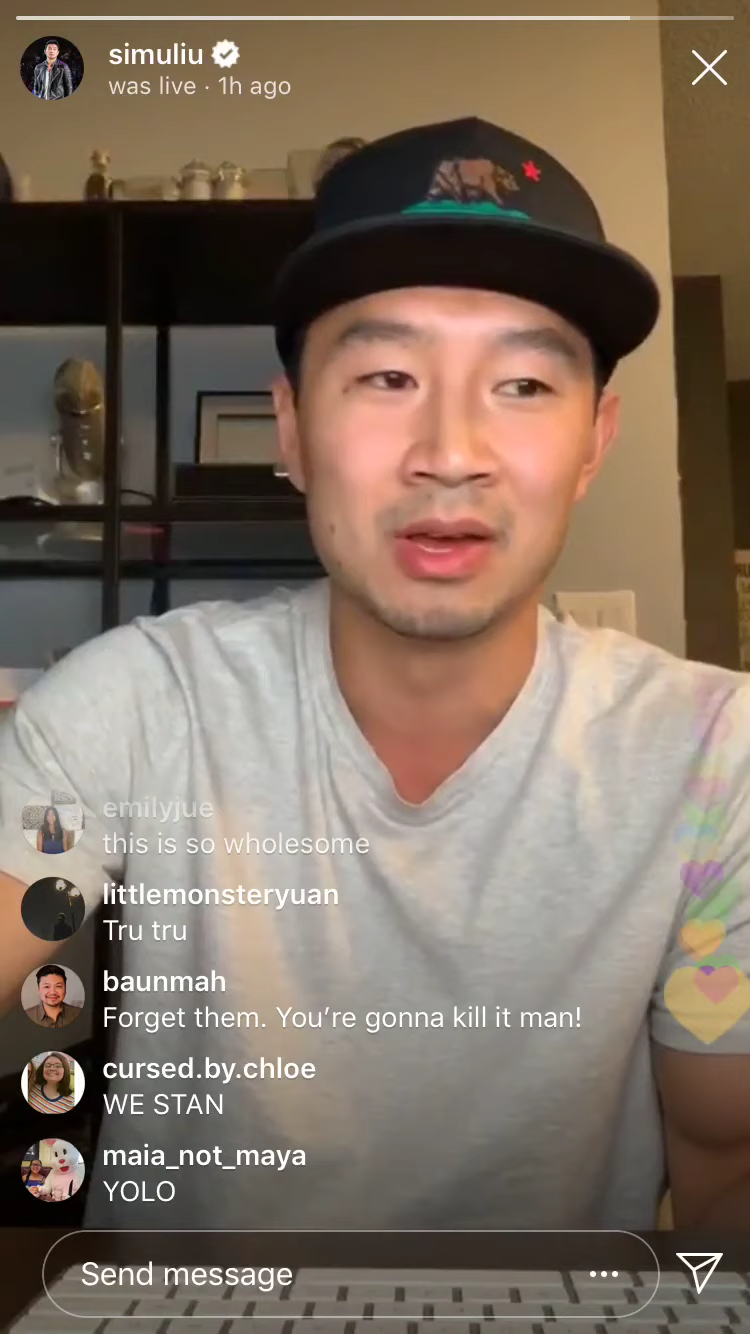 simuliu
was live · 1h ago
emilyjue
this is so wholesome
littlemonsteryuan
Tru tru
baunmah
Forget them. You’re gonna kill it man!
cursed.by.chloe
WE STAN
maia_not_maya
YOLO
Send message